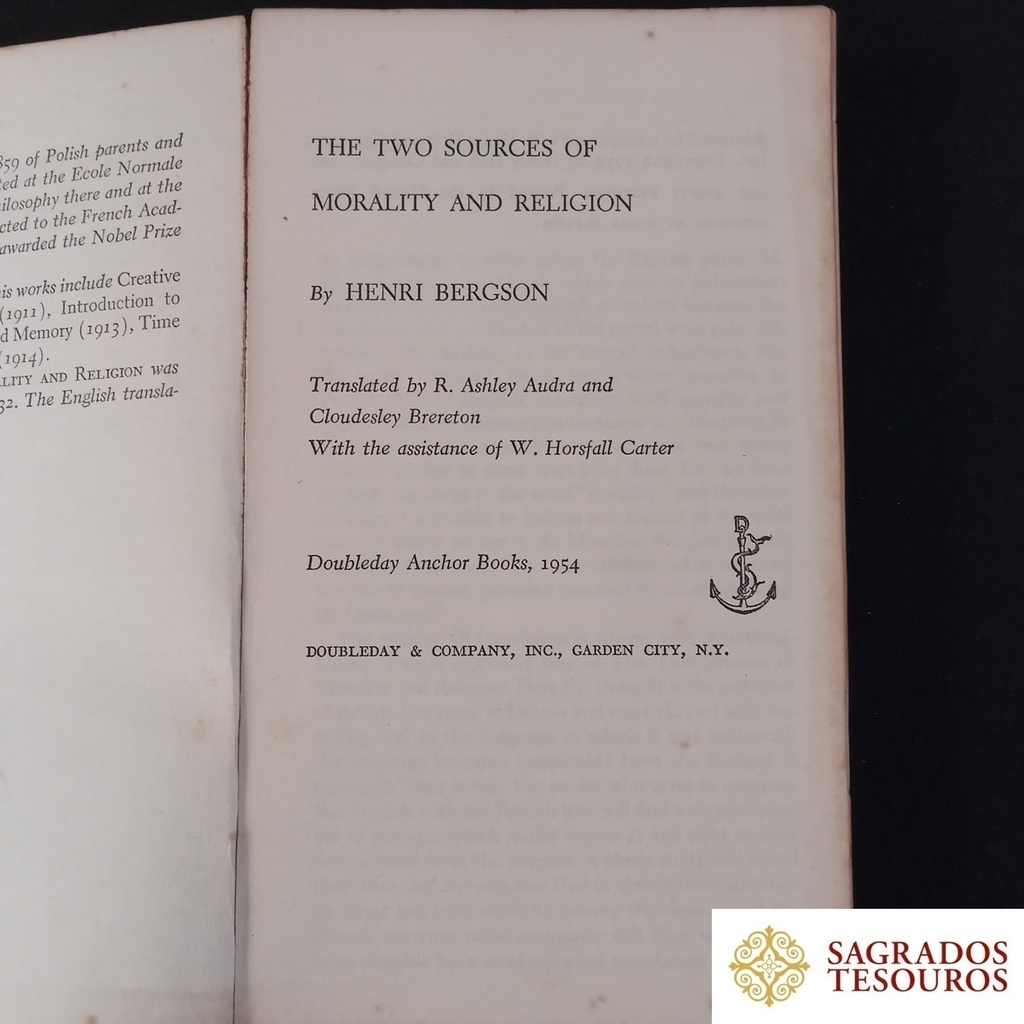 859 of Polish parents and
ted at the Ecole Normale
ilosophy there and at the
cted to the French Acad-
awarded the Nobel Prize
is works include Creative
(1911), Introduction to
d Memory (1913), Time
(1914).
LITY AND RELIGION was
32. The English transla-
THE TWO SOURCES OF
MORALITY AND RELIGION
By HENRI BERGSON
Translated by R. Ashley Audra and
Cloudesley Brereton
With the assistance of W. Horsfall Carter
Doubleday Anchor Books, 1954
D
DOUBLEDAY & COMPANY, INC., GARDEN CITY, N.Y.
SAGRADOS
TESOUROS